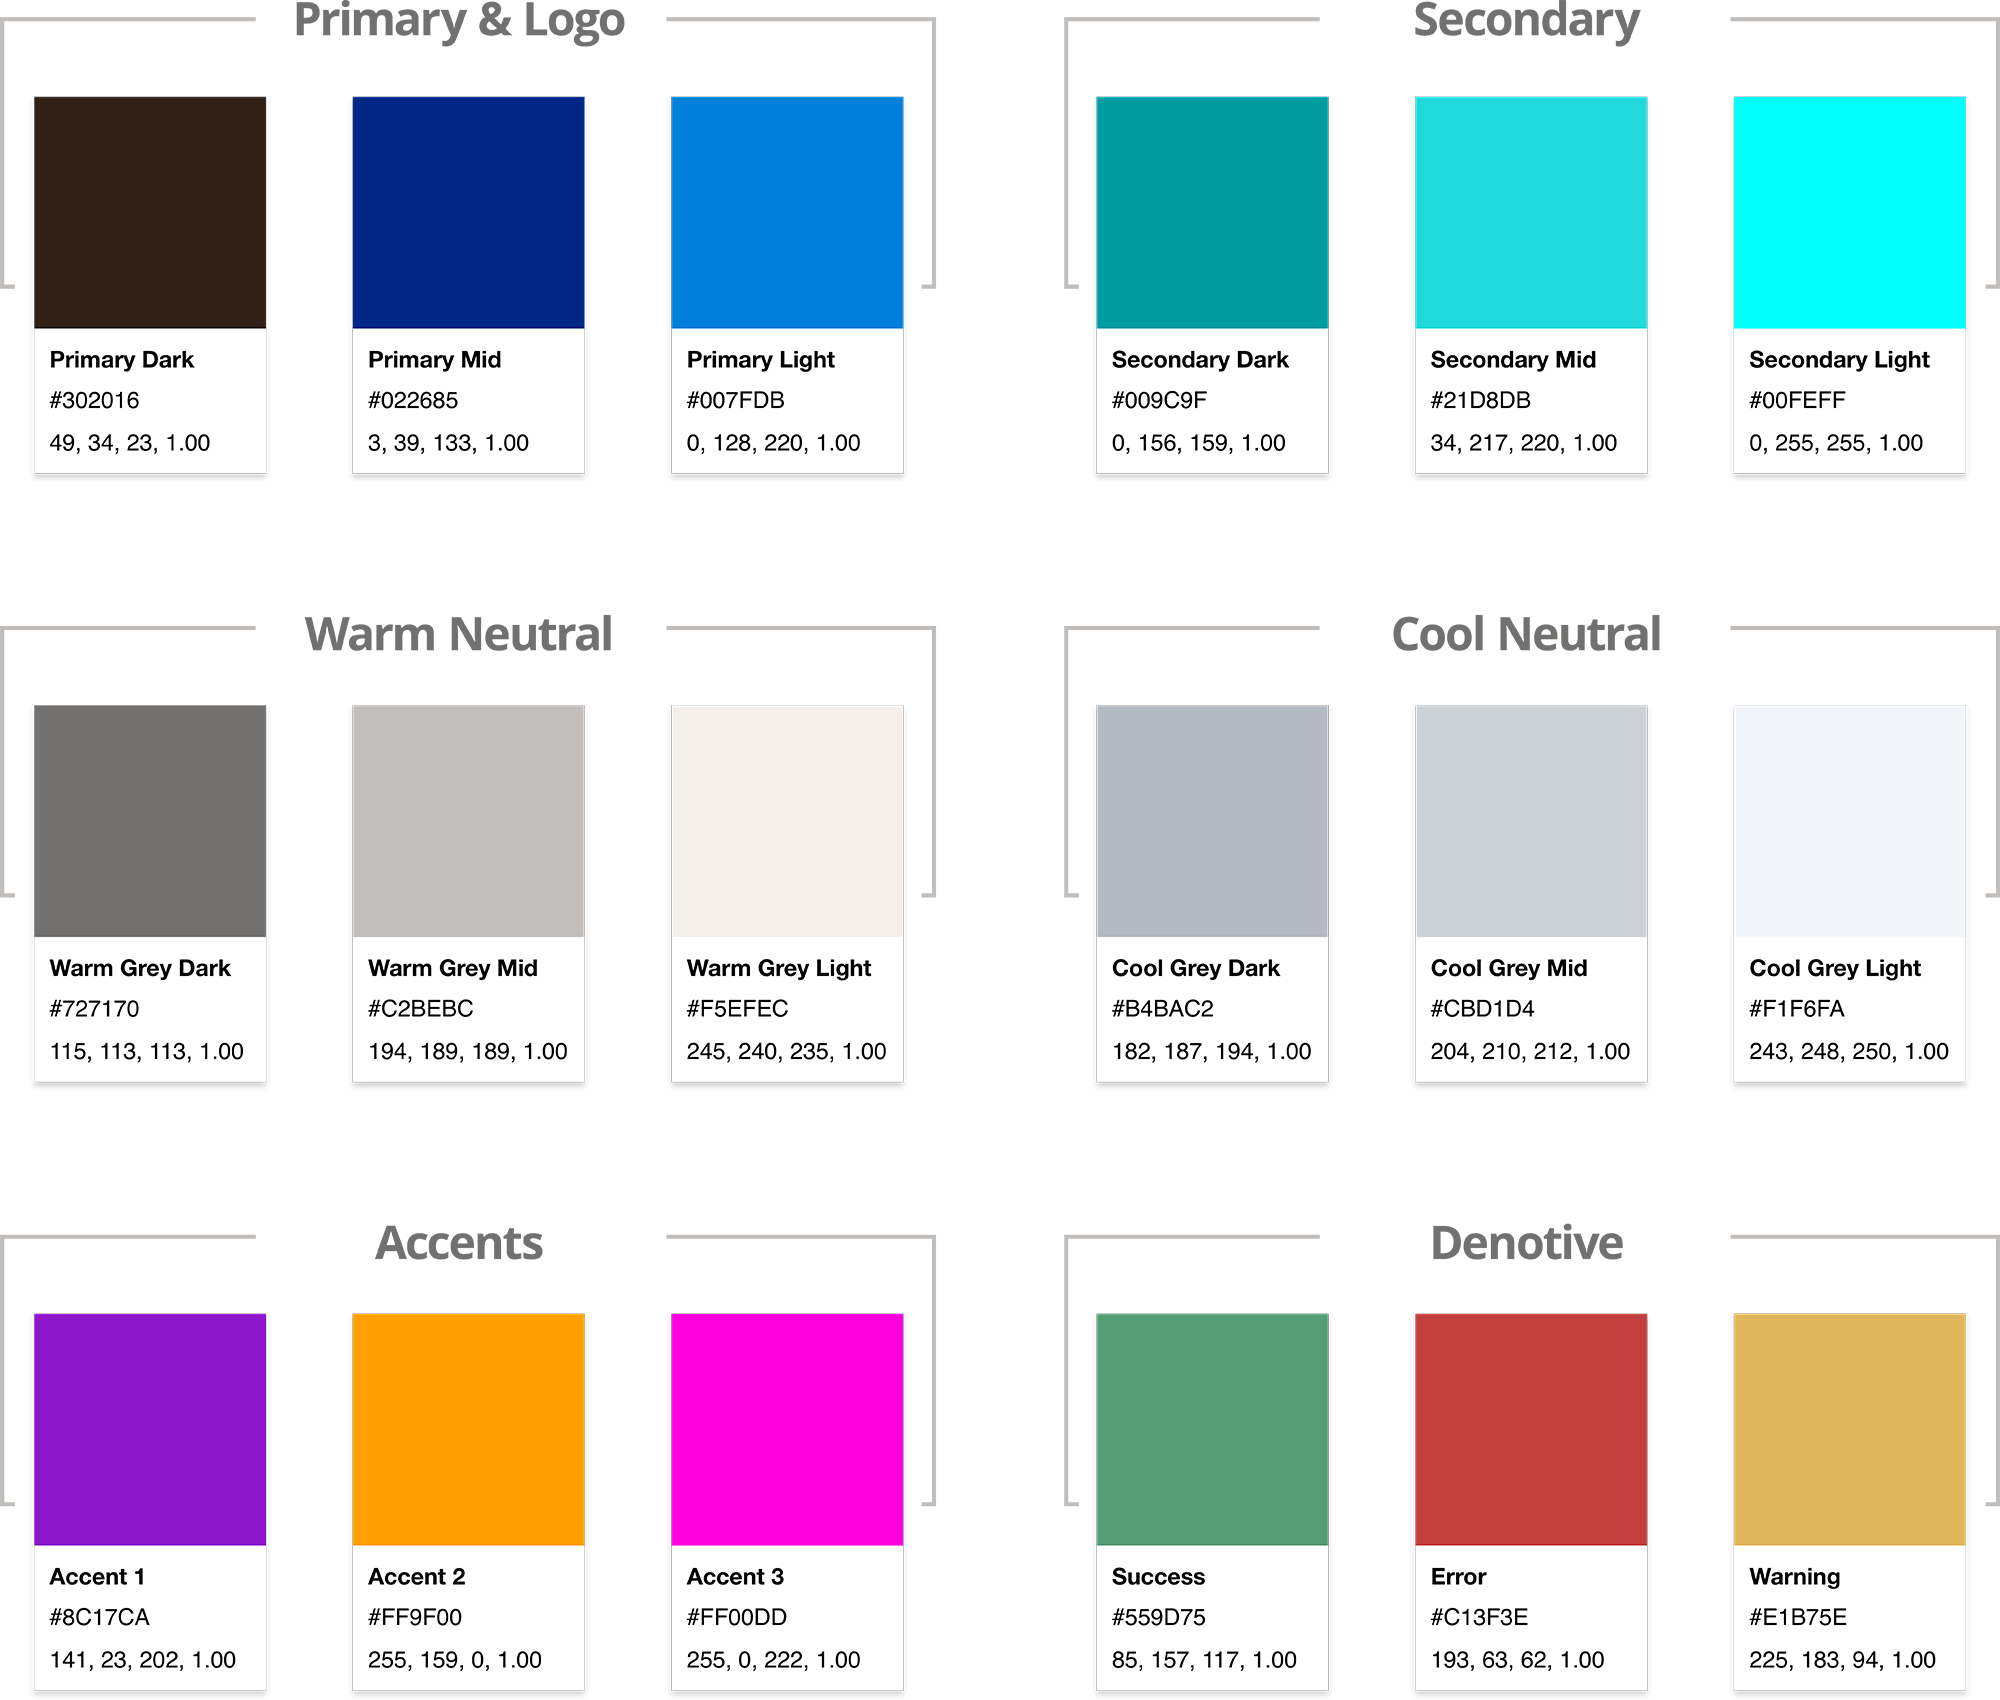 Primary & Logo
Primary Dark
#302016
49, 34, 23, 1.00
Primary Mid
#022685
3, 39, 133, 1.00
Primary Light
#007FDB
0, 128, 220, 1.00
Secondary
Secondary Dark
#009C9F
0, 156, 159, 1.00
Secondary Mid
#21D8DB
34, 217, 220, 1.00
Secondary Light
#00FEFF
0, 255, 255, 1.00
Warm Neutral
Warm Grey Dark
#727170
115, 113, 113, 1.00
Warm Grey Mid
#C2BEBC
194, 189, 189, 1.00
Warm Grey Light
#F5EFEC
245, 240, 235, 1.00
Cool Neutral
Cool Grey Dark
#B4BAC2
182, 187, 194, 1.00
Cool Grey Mid
#CBD1D4
204, 210, 212, 1.00
Cool Grey Light
#F1F6FA
243, 248, 250, 1.00
Accents
Accent 1
#8C17CA
141, 23, 202, 1.00
Accent 2
#FF9F00
255, 159, 0, 1.00
Accent 3
#FF00DD
255, 0, 222, 1.00
Denotive
Success
#559D75
85, 157, 117, 1.00
Error
#C13F3E
193, 63, 62, 1.00
Warning
#E1B75E
225, 183, 94, 1.00